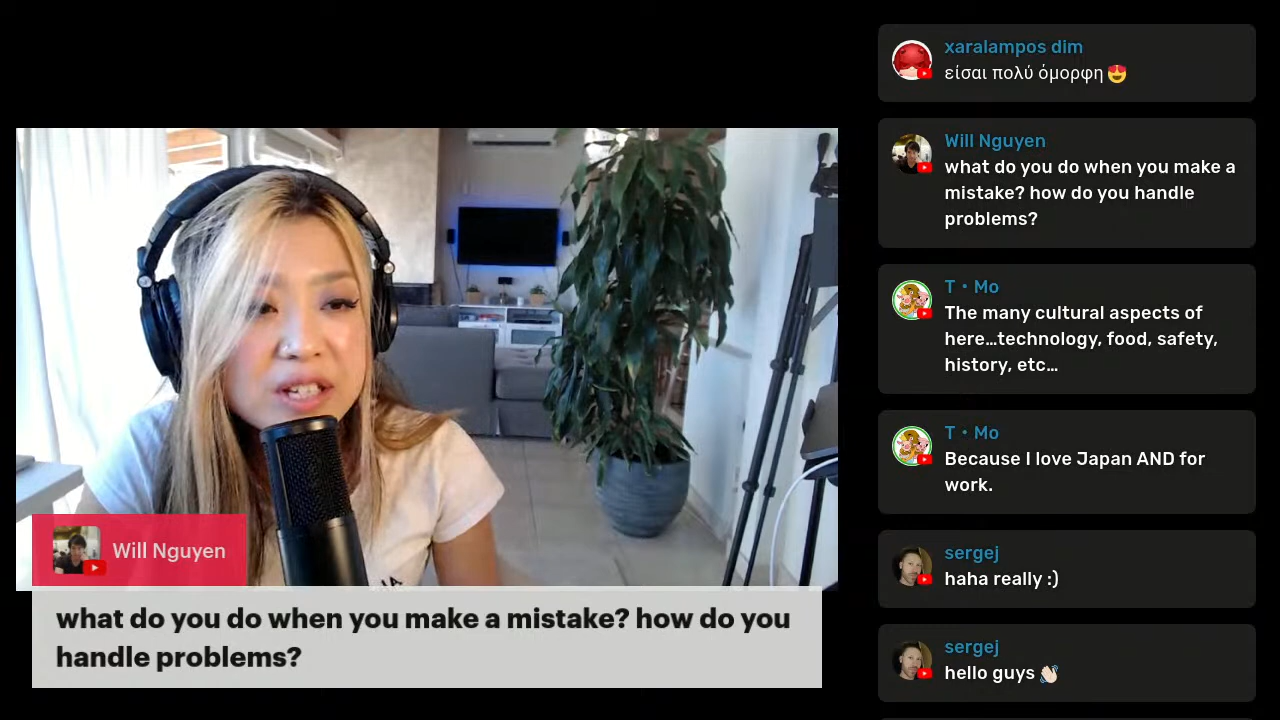 xaralampos dim
είσαι πολύ όμορφη 😍
Will Nguyen
what do you do when you make a
mistake? how do you handle
problems?
T • Mo
The many cultural aspects of
here...technology, food, safety,
history, etc...
T • Mo
Because I love Japan AND for
work.
sergej
haha really :)
sergej
hello guys 👋🏻
Will Nguyen
what do you do when you make a mistake? how do you
handle problems?